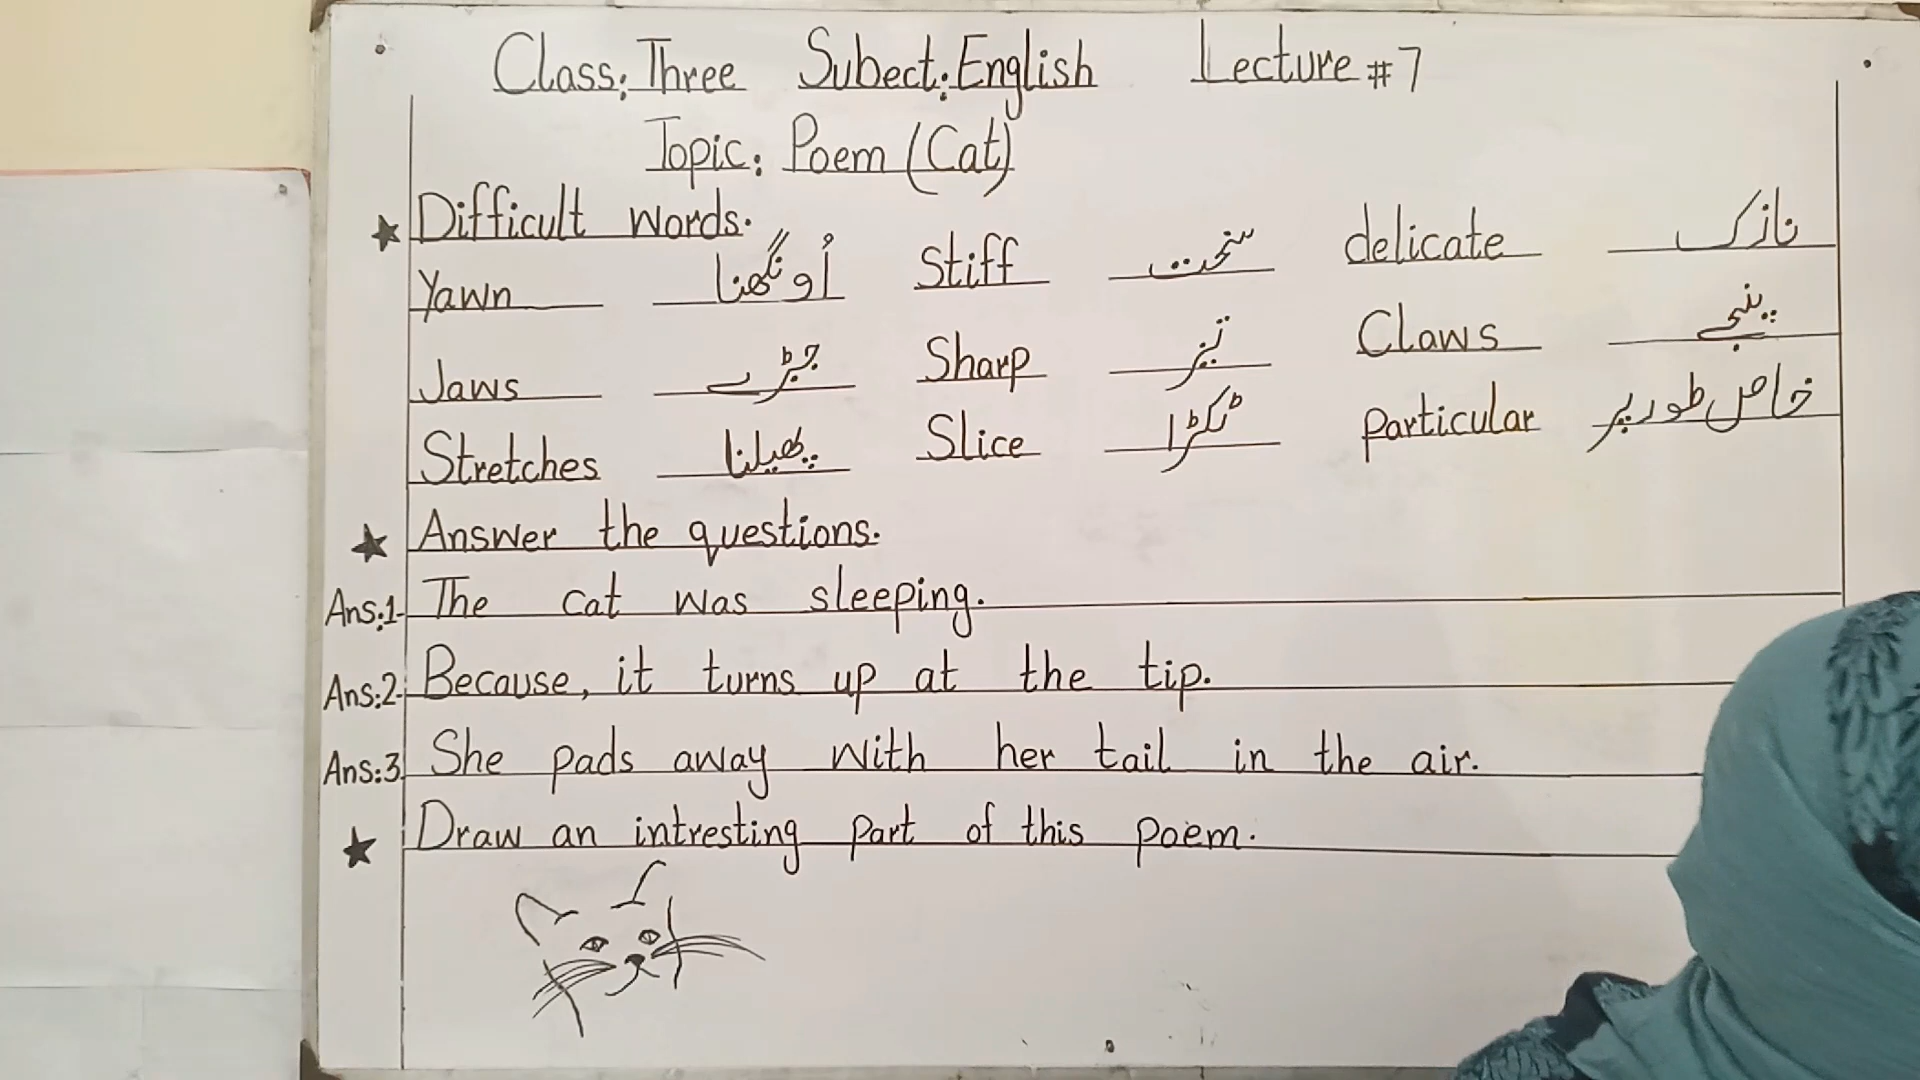 Class: Three Subect: English Lecture # 7
Topic: Poem (Cat)
Difficult words.
Yawn أونگھنا Stiff سخت delicate نازک
Jaws جبڑے Sharp تیز Claws پنجے
Stretches پھیلنا Slice ٹکڑا Particular خاص طور پر
Answer the questions.
Ans:1- The cat was sleeping.
Ans:2- Because, it turns up at the tip.
Ans:3 She pads away with her tail in the air.
Draw an intresting part of this poem.